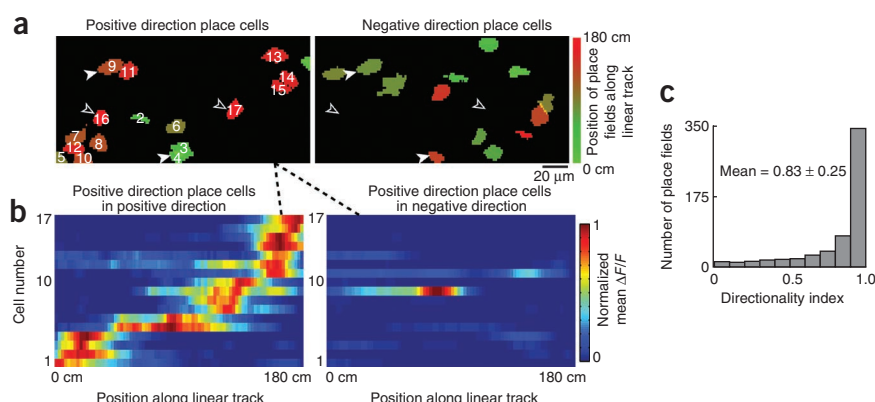 a
Positive direction place cells
Negative direction place cells
9
11
13
14
15
17
16
2
6
7
8
3
12
4
5
10
180 cm
Position of place
fields along
linear track
0 cm
20 μm
b
Positive direction place cells
in positive direction
Positive direction place cells
in negative direction
Cell number
17
10
1
17
10
1
0 cm
180 cm
0 cm
180 cm
Position along linear track
Position along linear track
1
0
Normalized
mean ΔF/F
c
Number of place fields
350
175
0
Mean = 0.83 ± 0.25
0
0.5
1.0
Directionality index